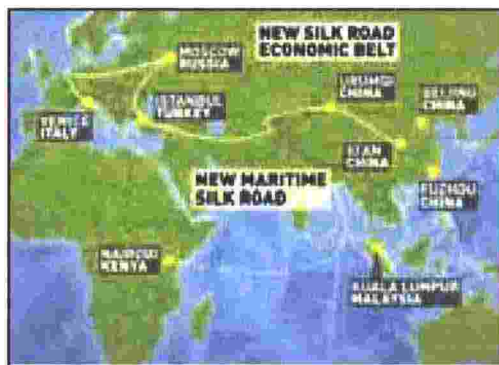 NEW SILK ROAD
ECONOMIC BELT
MOSCOW
RUSSIA
URUMQI
CHINA
BEIJING
CHINA
VENICE
ITALY
ISTANBUL
TURKEY
XIAN
CHINA
NEW MARITIME
SILK ROAD
FUZHOU
CHINA
NAIROBI
KENYA
KUALA LUMPUR
MALAYSIA